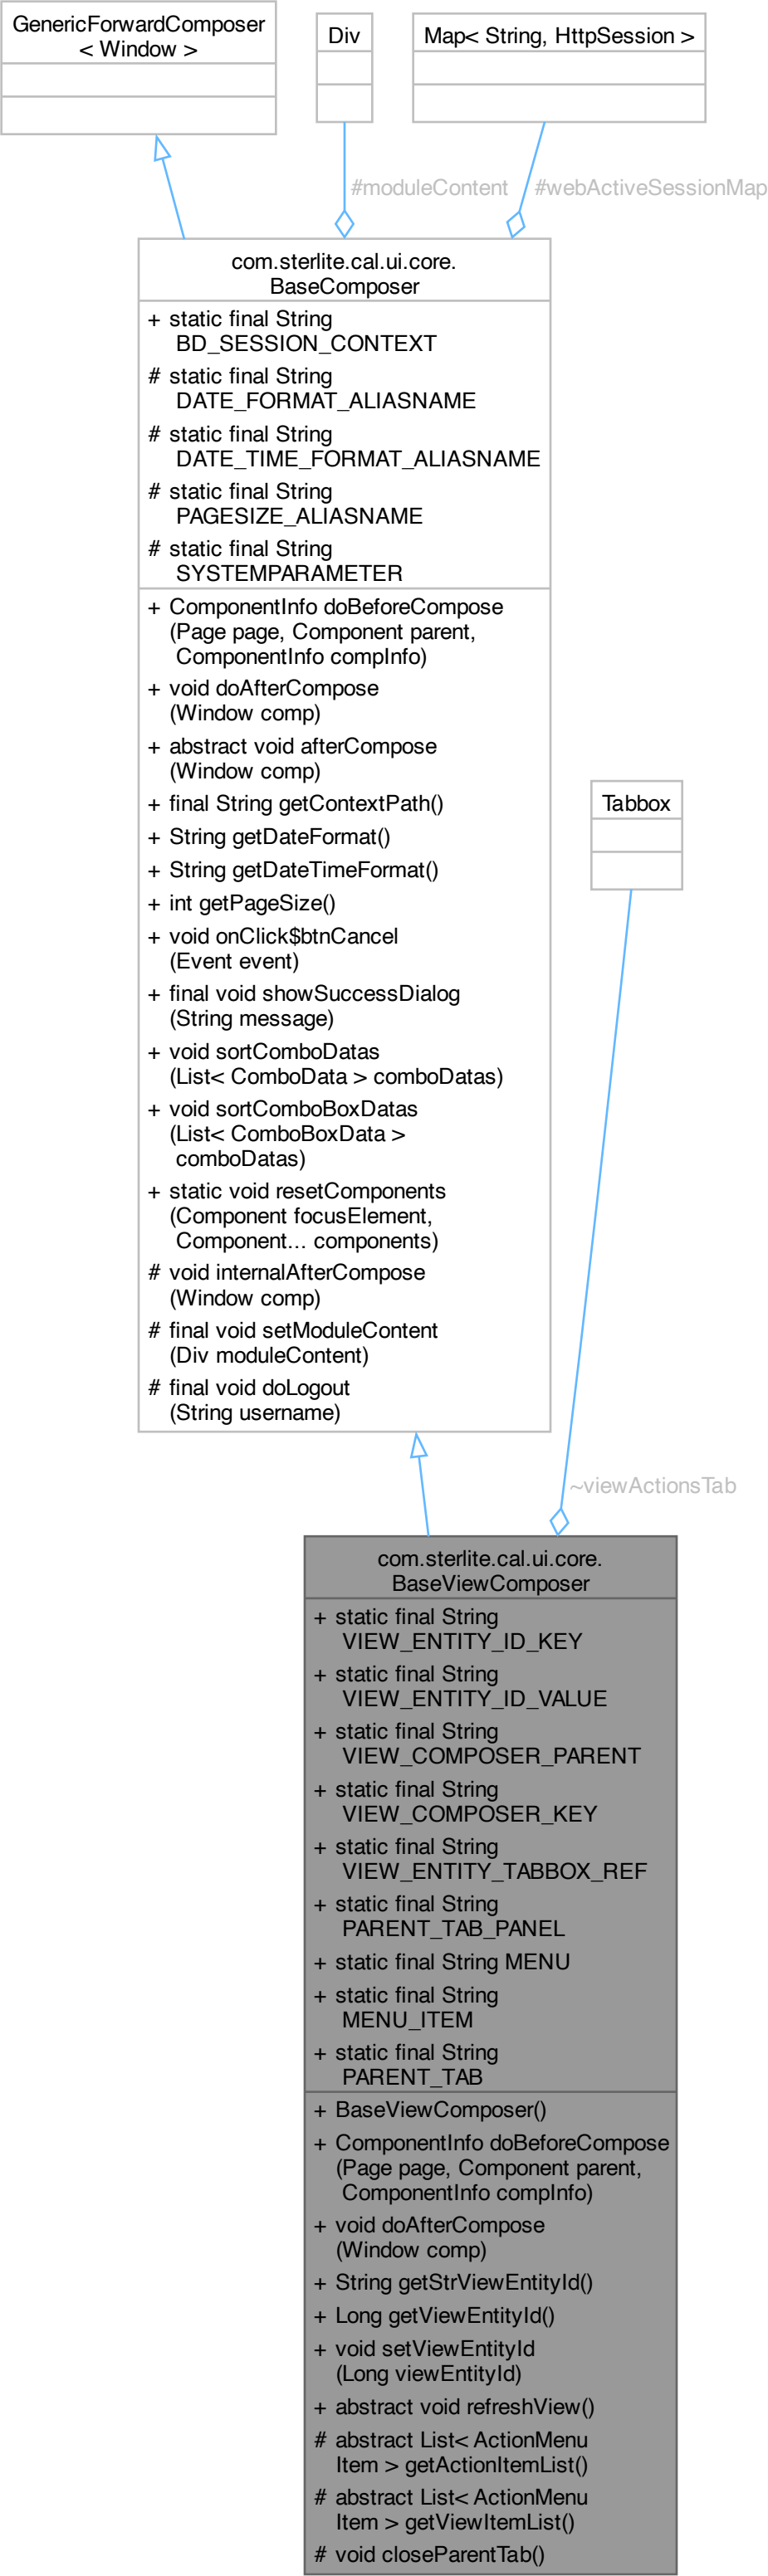 GenericForwardComposer
< Window >
Div
Map< String, HttpSession >
#moduleContent
#webActiveSessionMap
com.sterlite.cal.ui.core.
BaseComposer
+ static final String
BD_SESSION_CONTEXT
# static final String
DATE_FORMAT_ALIASNAME
# static final String
DATE_TIME_FORMAT_ALIASNAME
# static final String
PAGESIZE_ALIASNAME
# static final String
SYSTEMPARAMETER
+ ComponentInfo doBeforeCompose
(Page page, Component parent,
ComponentInfo compInfo)
+ void doAfterCompose
(Window comp)
+ abstract void afterCompose
(Window comp)
+ final String getContextPath()
+ String getDateFormat()
+ String getDateTimeFormat()
+ int getPageSize()
+ void onClick$btnCancel
(Event event)
+ final void showSuccessDialog
(String message)
+ void sortComboDatas
(List< ComboData > comboDatas)
+ void sortComboBoxDatas
(List< ComboBoxData >
comboDatas)
+ static void resetComponents
(Component focusElement,
Component... components)
# void internalAfterCompose
(Window comp)
# final void setModuleContent
(Div moduleContent)
# final void doLogout
(String username)
Tabbox
~viewActionsTab
com.sterlite.cal.ui.core.
BaseViewComposer
+ static final String
VIEW_ENTITY_ID_KEY
+ static final String
VIEW_ENTITY_ID_VALUE
+ static final String
VIEW_COMPOSER_PARENT
+ static final String
VIEW_COMPOSER_KEY
+ static final String
VIEW_ENTITY_TABBOX_REF
+ static final String
PARENT_TAB_PANEL
+ static final String MENU
+ static final String
MENU_ITEM
+ static final String
PARENT_TAB
+ BaseViewComposer()
+ ComponentInfo doBeforeCompose
(Page page, Component parent,
ComponentInfo compInfo)
+ void doAfterCompose
(Window comp)
+ String getStrViewEntityId()
+ Long getViewEntityId()
+ void setViewEntityId
(Long viewEntityId)
+ abstract void refreshView()
# abstract List< ActionMenu
Item > getActionItemList()
# abstract List< ActionMenu
Item > getViewItemList()
# void closeParentTab()